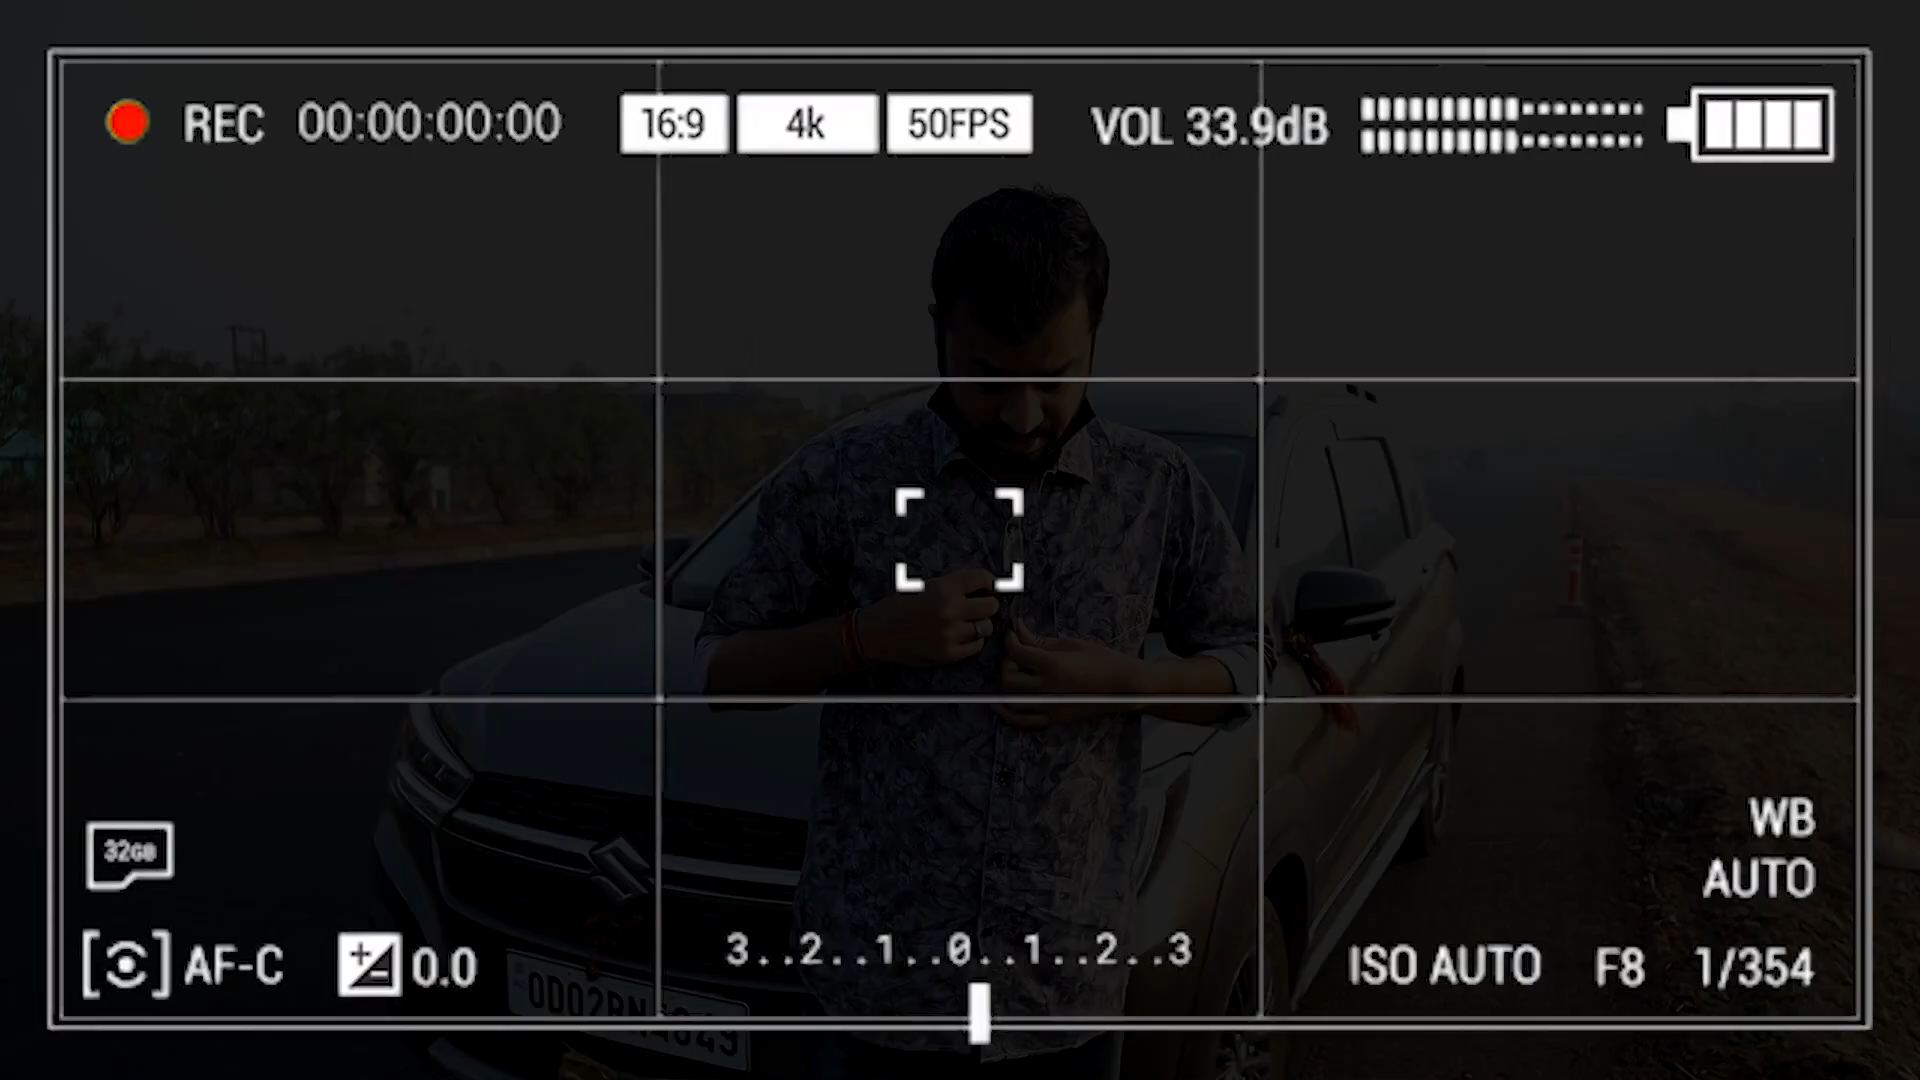 REC 00:00:00:00 16:9 4k 50FPS VOL 33.9dB
32GB
WB
AUTO
AF-C 0.0 3..2..1..0..1..2..3 ISO AUTO F8 1/354